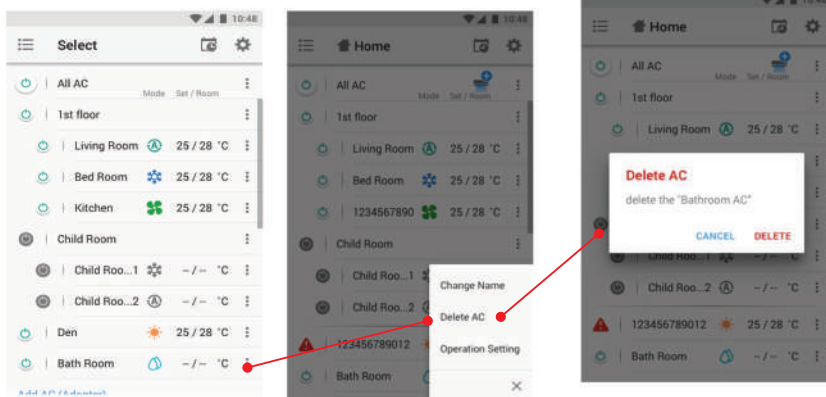 10:48
Select
All AC
Mode Set / Room
1st floor
Living Room A 25 / 28 °C
Bed Room 25 / 28 °C
Kitchen 25 / 28 °C
Child Room
Child Roo...1 - / - °C
Child Roo...2 A - / - °C
Den 25 / 28 °C
Bath Room - / - °C
Add AC (Adapter)
10:48
Home
All AC
Mode Set / Room
1st floor
Living Room A 25 / 28 °C
Bed Room 25 / 28 °C
1234567890 25 / 28 °C
Child Room
Child Roo...1
Child Roo...2
123456789012
Bath Room
Change Name
Delete AC
Operation Setting
10:48
Home
All AC
Mode Set / Room
1st floor
Living Room A 25 / 28 °C
Delete AC
delete the "Bathroom AC"
CANCEL DELETE
Child Roo...1 - / - °C
Child Roo...2 A - / - °C
123456789012 25 / 28 °C
Bath Room - / - °C